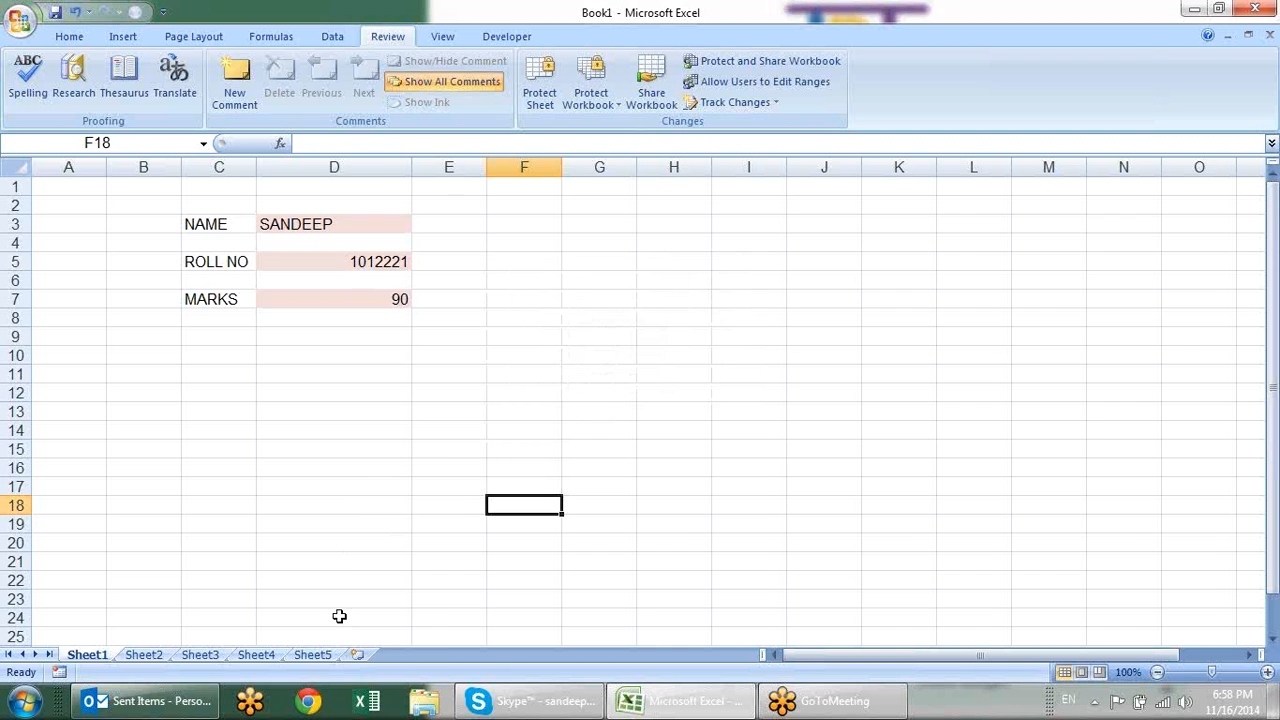 Book1 - Microsoft Excel
Home Insert Page Layout Formulas Data Review View Developer
ABC
Spelling Research Thesaurus Translate
Proofing
New Comment Delete Previous Next
Show/Hide Comment
Show All Comments
Show Ink
Comments
Protect Sheet Protect Workbook Share Workbook
Protect and Share Workbook
Allow Users to Edit Ranges
Track Changes
Changes
F18 fx
A B C D E F G H I J K L M N O
1
2
3 NAME SANDEEP
4
5 ROLL NO 1012221
6
7 MARKS 90
8
9
10
11
12
13
14
15
16
17
18
19
20
21
22
23
24
25
Sheet1 Sheet2 Sheet3 Sheet4 Sheet5
Ready 100%
Sent Items - Perso... Skype™ - sandeep... Microsoft Excel - ... GoToMeeting EN 6:58 PM
11/16/2014